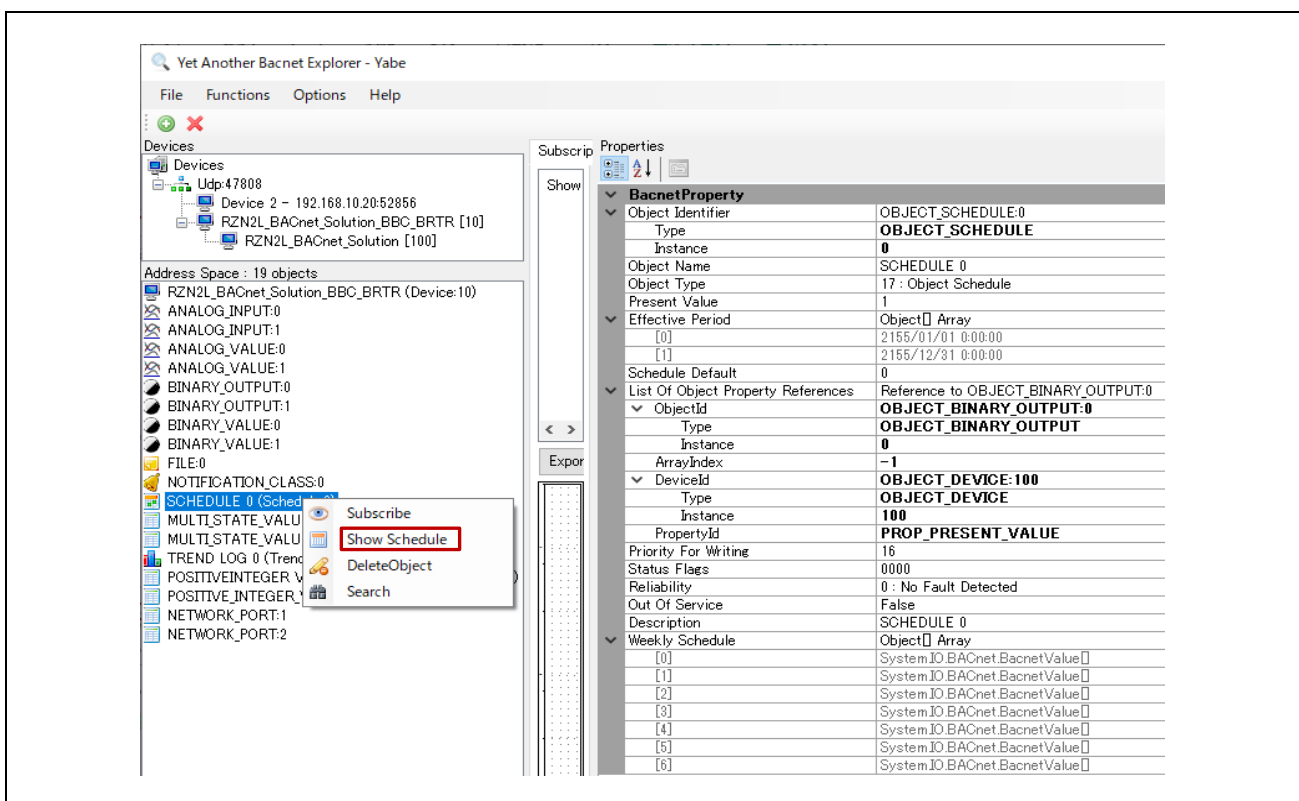 Yet Another Bacnet Explorer - Yabe
File Functions Options Help
Devices
Devices
Udp:47808
Device 2 - 192.168.10.20:52856
RZN2L_BACnet_Solution_BBC_BRTR [10]
RZN2L_BACnet_Solution [100]
Address Space : 19 objects
RZN2L_BACnet_Solution_BBC_BRTR (Device:10)
ANALOG_INPUT:0
ANALOG_INPUT:1
ANALOG_VALUE:0
ANALOG_VALUE:1
BINARY_OUTPUT:0
BINARY_OUTPUT:1
BINARY_VALUE:0
BINARY_VALUE:1
FILE:0
NOTIFICATION_CLASS:0
SCHEDULE 0 (Sched
MULTI_STATE_VALU
MULTI_STATE_VALU
TREND LOG 0 (Trenc
POSITIVEINTEGER V
POSITIVE_INTEGER_
NETWORK_PORT:1
NETWORK_PORT:2
Subscribe
Show Schedule
DeleteObject
Search
Subscrip
Show
< >
Expor
Properties
BacnetProperty
Object Identifier OBJECT_SCHEDULE:0
Type OBJECT_SCHEDULE
Instance 0
Object Name SCHEDULE 0
Object Type 17 : Object Schedule
Present Value 1
Effective Period Object[] Array
[0] 2155/01/01 0:00:00
[1] 2155/12/31 0:00:00
Schedule Default 0
List Of Object Property References Reference to OBJECT_BINARY_OUTPUT:0
ObjectId OBJECT_BINARY_OUTPUT:0
Type OBJECT_BINARY_OUTPUT
Instance 0
ArrayIndex -1
DeviceId OBJECT_DEVICE:100
Type OBJECT_DEVICE
Instance 100
PropertyId PROP_PRESENT_VALUE
Priority For Writing 16
Status Flags 0000
Reliability 0 : No Fault Detected
Out Of Service False
Description SCHEDULE 0
Weekly Schedule Object[] Array
[0] System.IO.BACnet.BacnetValue[]
[1] System.IO.BACnet.BacnetValue[]
[2] System.IO.BACnet.BacnetValue[]
[3] System.IO.BACnet.BacnetValue[]
[4] System.IO.BACnet.BacnetValue[]
[5] System.IO.BACnet.BacnetValue[]
[6] System.IO.BACnet.BacnetValue[]